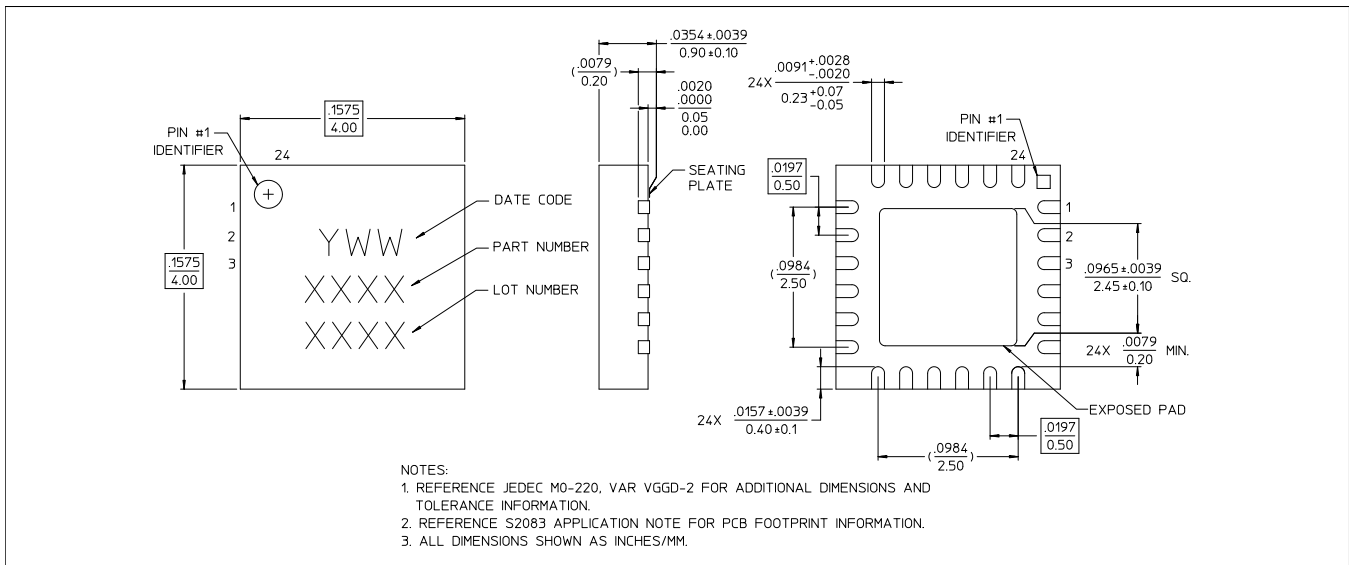 .1575
4.00
PIN #1
IDENTIFIER
24
.1575
4.00
1
2
3
YWW
XXXX
XXXX
DATE CODE
PART NUMBER
LOT NUMBER
.0354±.0039
0.90±0.10
(.0079
0.20)
.0020
.0000
0.05
0.00
SEATING
PLATE
24X .0091 +.0028 -.0020
0.23 +0.07 -0.05
PIN #1
IDENTIFIER
24
.0197
0.50
(.0984
2.50)
1
2
3
.0965±.0039
2.45±0.10 SQ.
24X .0079
0.20 MIN.
EXPOSED PAD
24X .0157±.0039
0.40±0.1
(.0984
2.50)
.0197
0.50
NOTES:
1. REFERENCE JEDEC MO-220, VAR VGGD-2 FOR ADDITIONAL DIMENSIONS AND
TOLERANCE INFORMATION.
2. REFERENCE S2083 APPLICATION NOTE FOR PCB FOOTPRINT INFORMATION.
3. ALL DIMENSIONS SHOWN AS INCHES/MM.